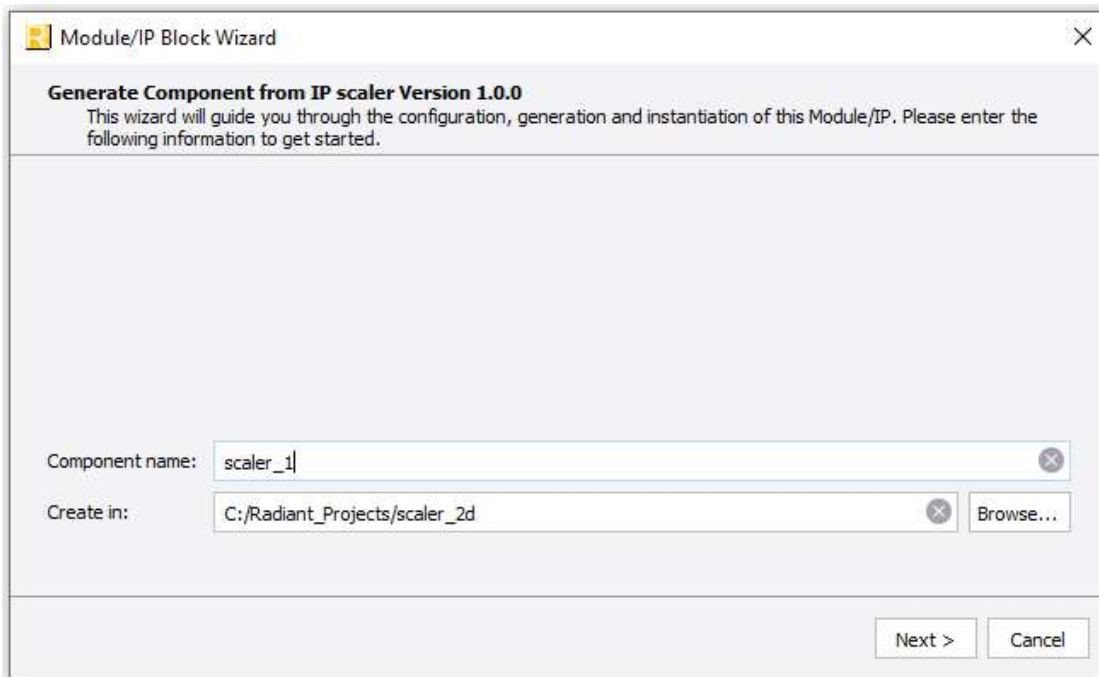 Module/IP Block Wizard
Generate Component from IP scaler Version 1.0.0
This wizard will guide you through the configuration, generation and instantiation of this Module/IP. Please enter the
following information to get started.
Component name: scaler_1
Create in: C:/Radiant_Projects/scaler_2d Browse...
Next > Cancel